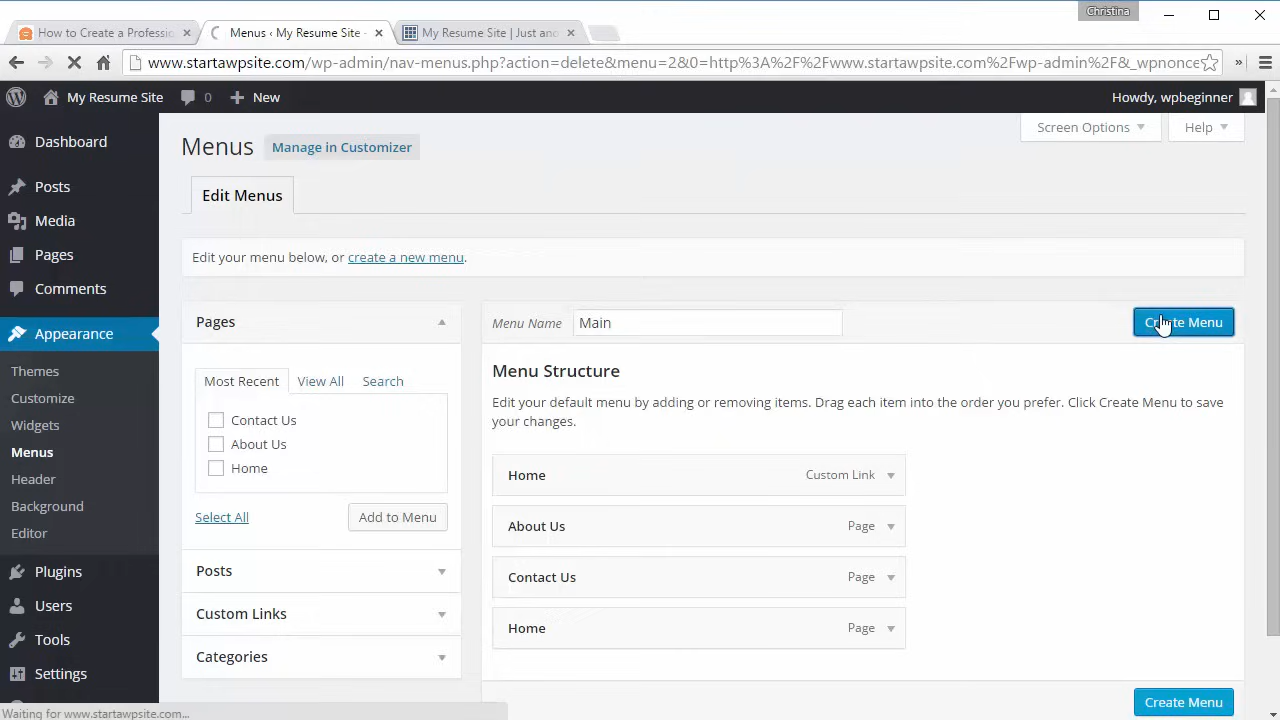 Christina
How to Create a Professio
Menus ‹ My Resume Site -
My Resume Site | Just ano
www.startawpsite.com/wp-admin/nav-menus.php?action=delete&menu=2&0=http%3A%2F%2Fwww.startawpsite.com%2Fwp-admin%2F&_wpnonce
»
My Resume Site
0
New
Howdy, wpbeginner
Dashboard
Posts
Media
Pages
Comments
Appearance
Themes
Customize
Widgets
Menus
Header
Background
Editor
Plugins
Users
Tools
Settings
Screen Options
Help
Menus
Manage in Customizer
Edit Menus
Edit your menu below, or create a new menu.
Pages
Most Recent
View All
Search
Contact Us
About Us
Home
Select All
Add to Menu
Posts
Custom Links
Categories
Menu Name
Main
Create Menu
Menu Structure
Edit your default menu by adding or removing items. Drag each item into the order you prefer. Click Create Menu to save
your changes.
Home
Custom Link
About Us
Page
Contact Us
Page
Home
Page
Create Menu
Waiting for www.startawpsite.com...